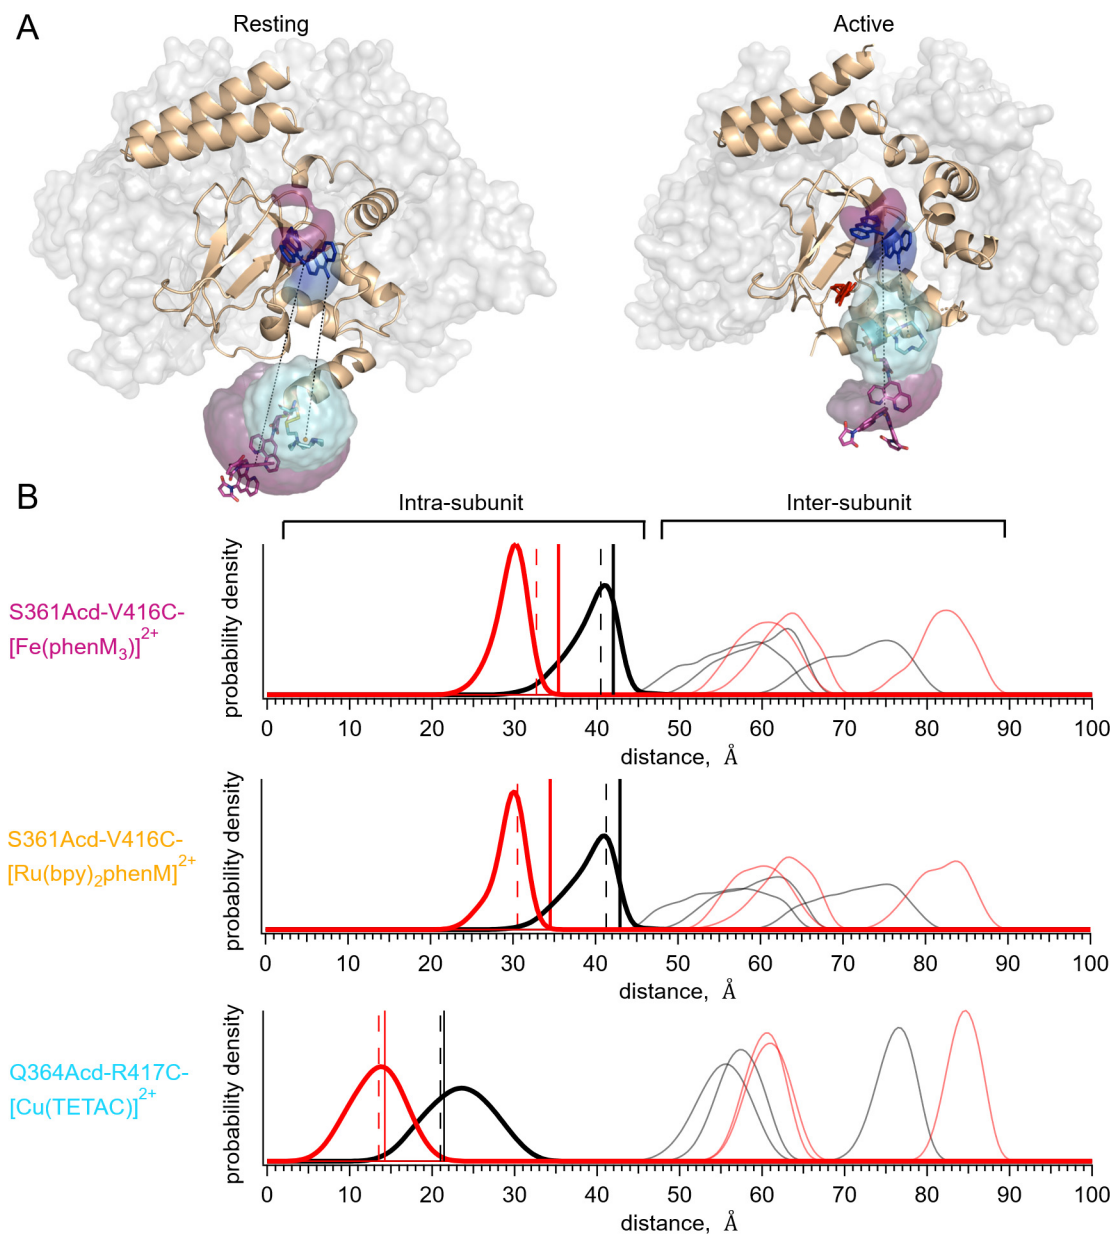 A
Resting
Active
B
Intra-subunit
Inter-subunit
S361Acd-V416C-
[Fe(phenM₃)]²⁺
probability density
0 10 20 30 40 50 60 70 80 90 100
distance, Å
S361Acd-V416C-
[Ru(bpy)₂phenM]²⁺
probability density
0 10 20 30 40 50 60 70 80 90 100
distance, Å
Q364Acd-R417C-
[Cu(TETAC)]²⁺
probability density
0 10 20 30 40 50 60 70 80 90 100
distance, Å